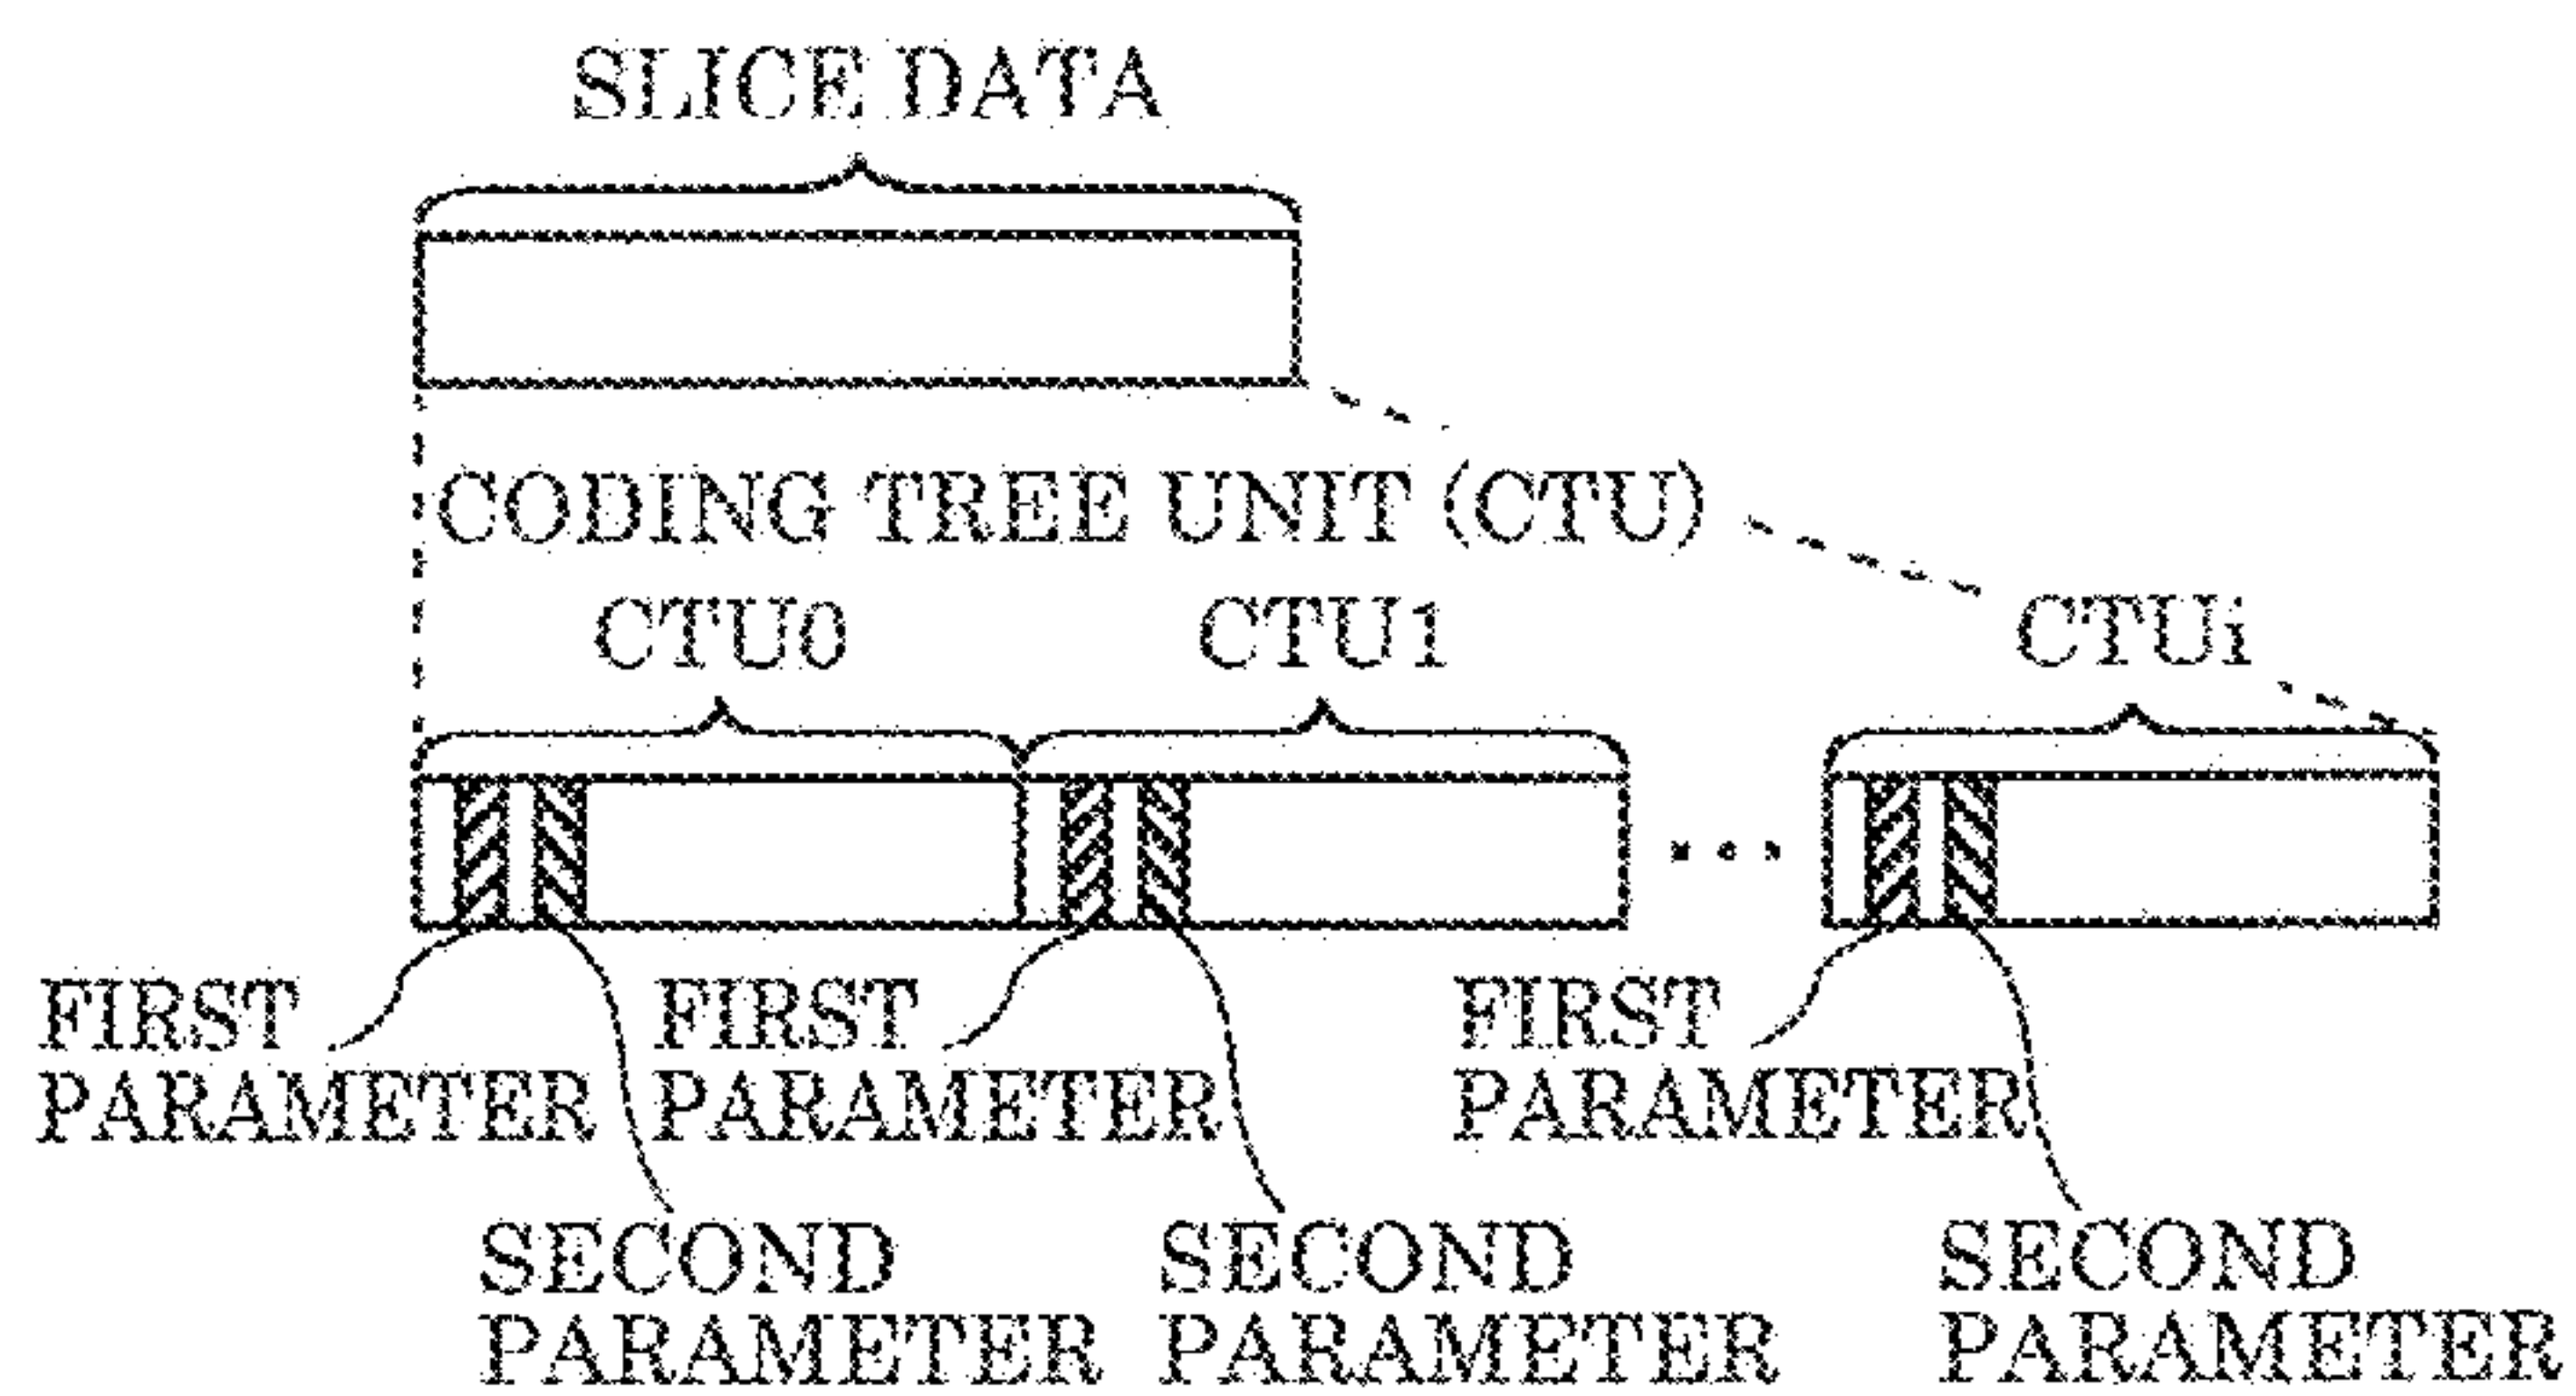 SLICE DATA
CODING TREE UNIT (CTU)
CTU0 CTU1 CTUi
FIRST PARAMETER FIRST PARAMETER FIRST PARAMETER
SECOND PARAMETER SECOND PARAMETER SECOND PARAMETER